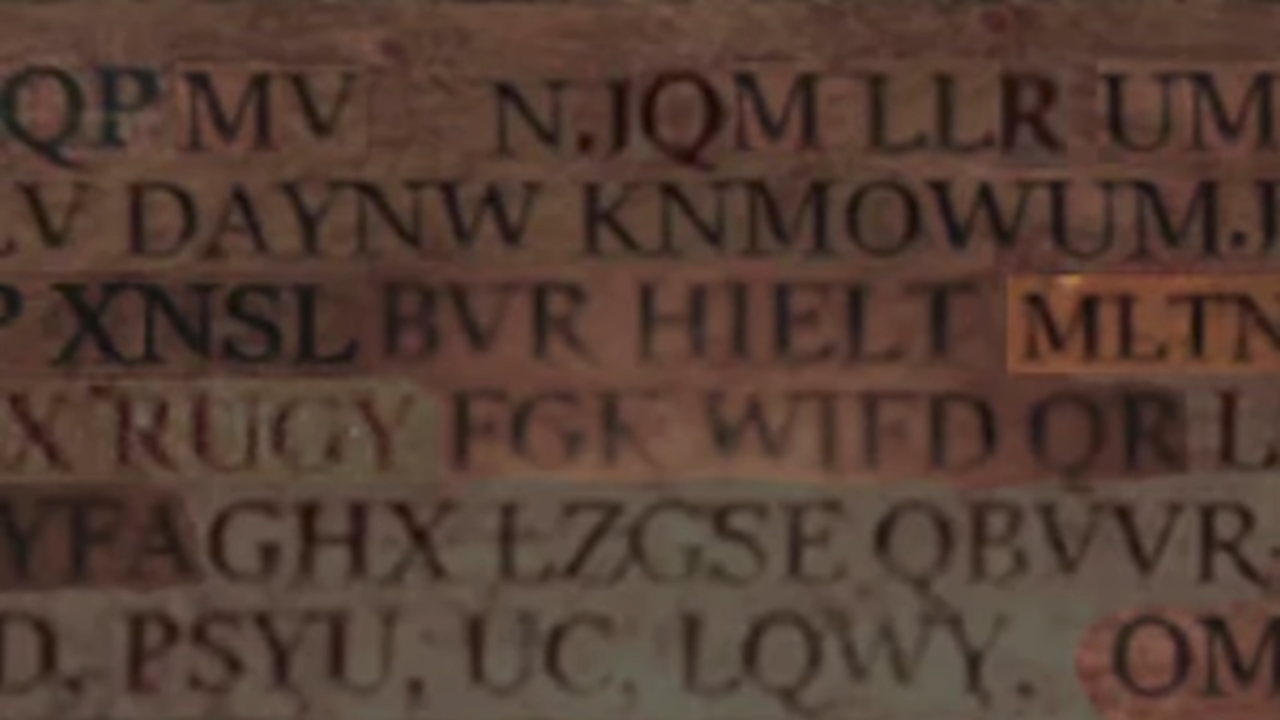 QP MV N.JQM LLR UM
V DAYNW KNMOWUM.
XNSL BVR HIELT MLTN
X RUGY FGK WIFD QR L
YFAGHX LZGSE QBVVR.
D, PSYU, UC, LQWY. OM